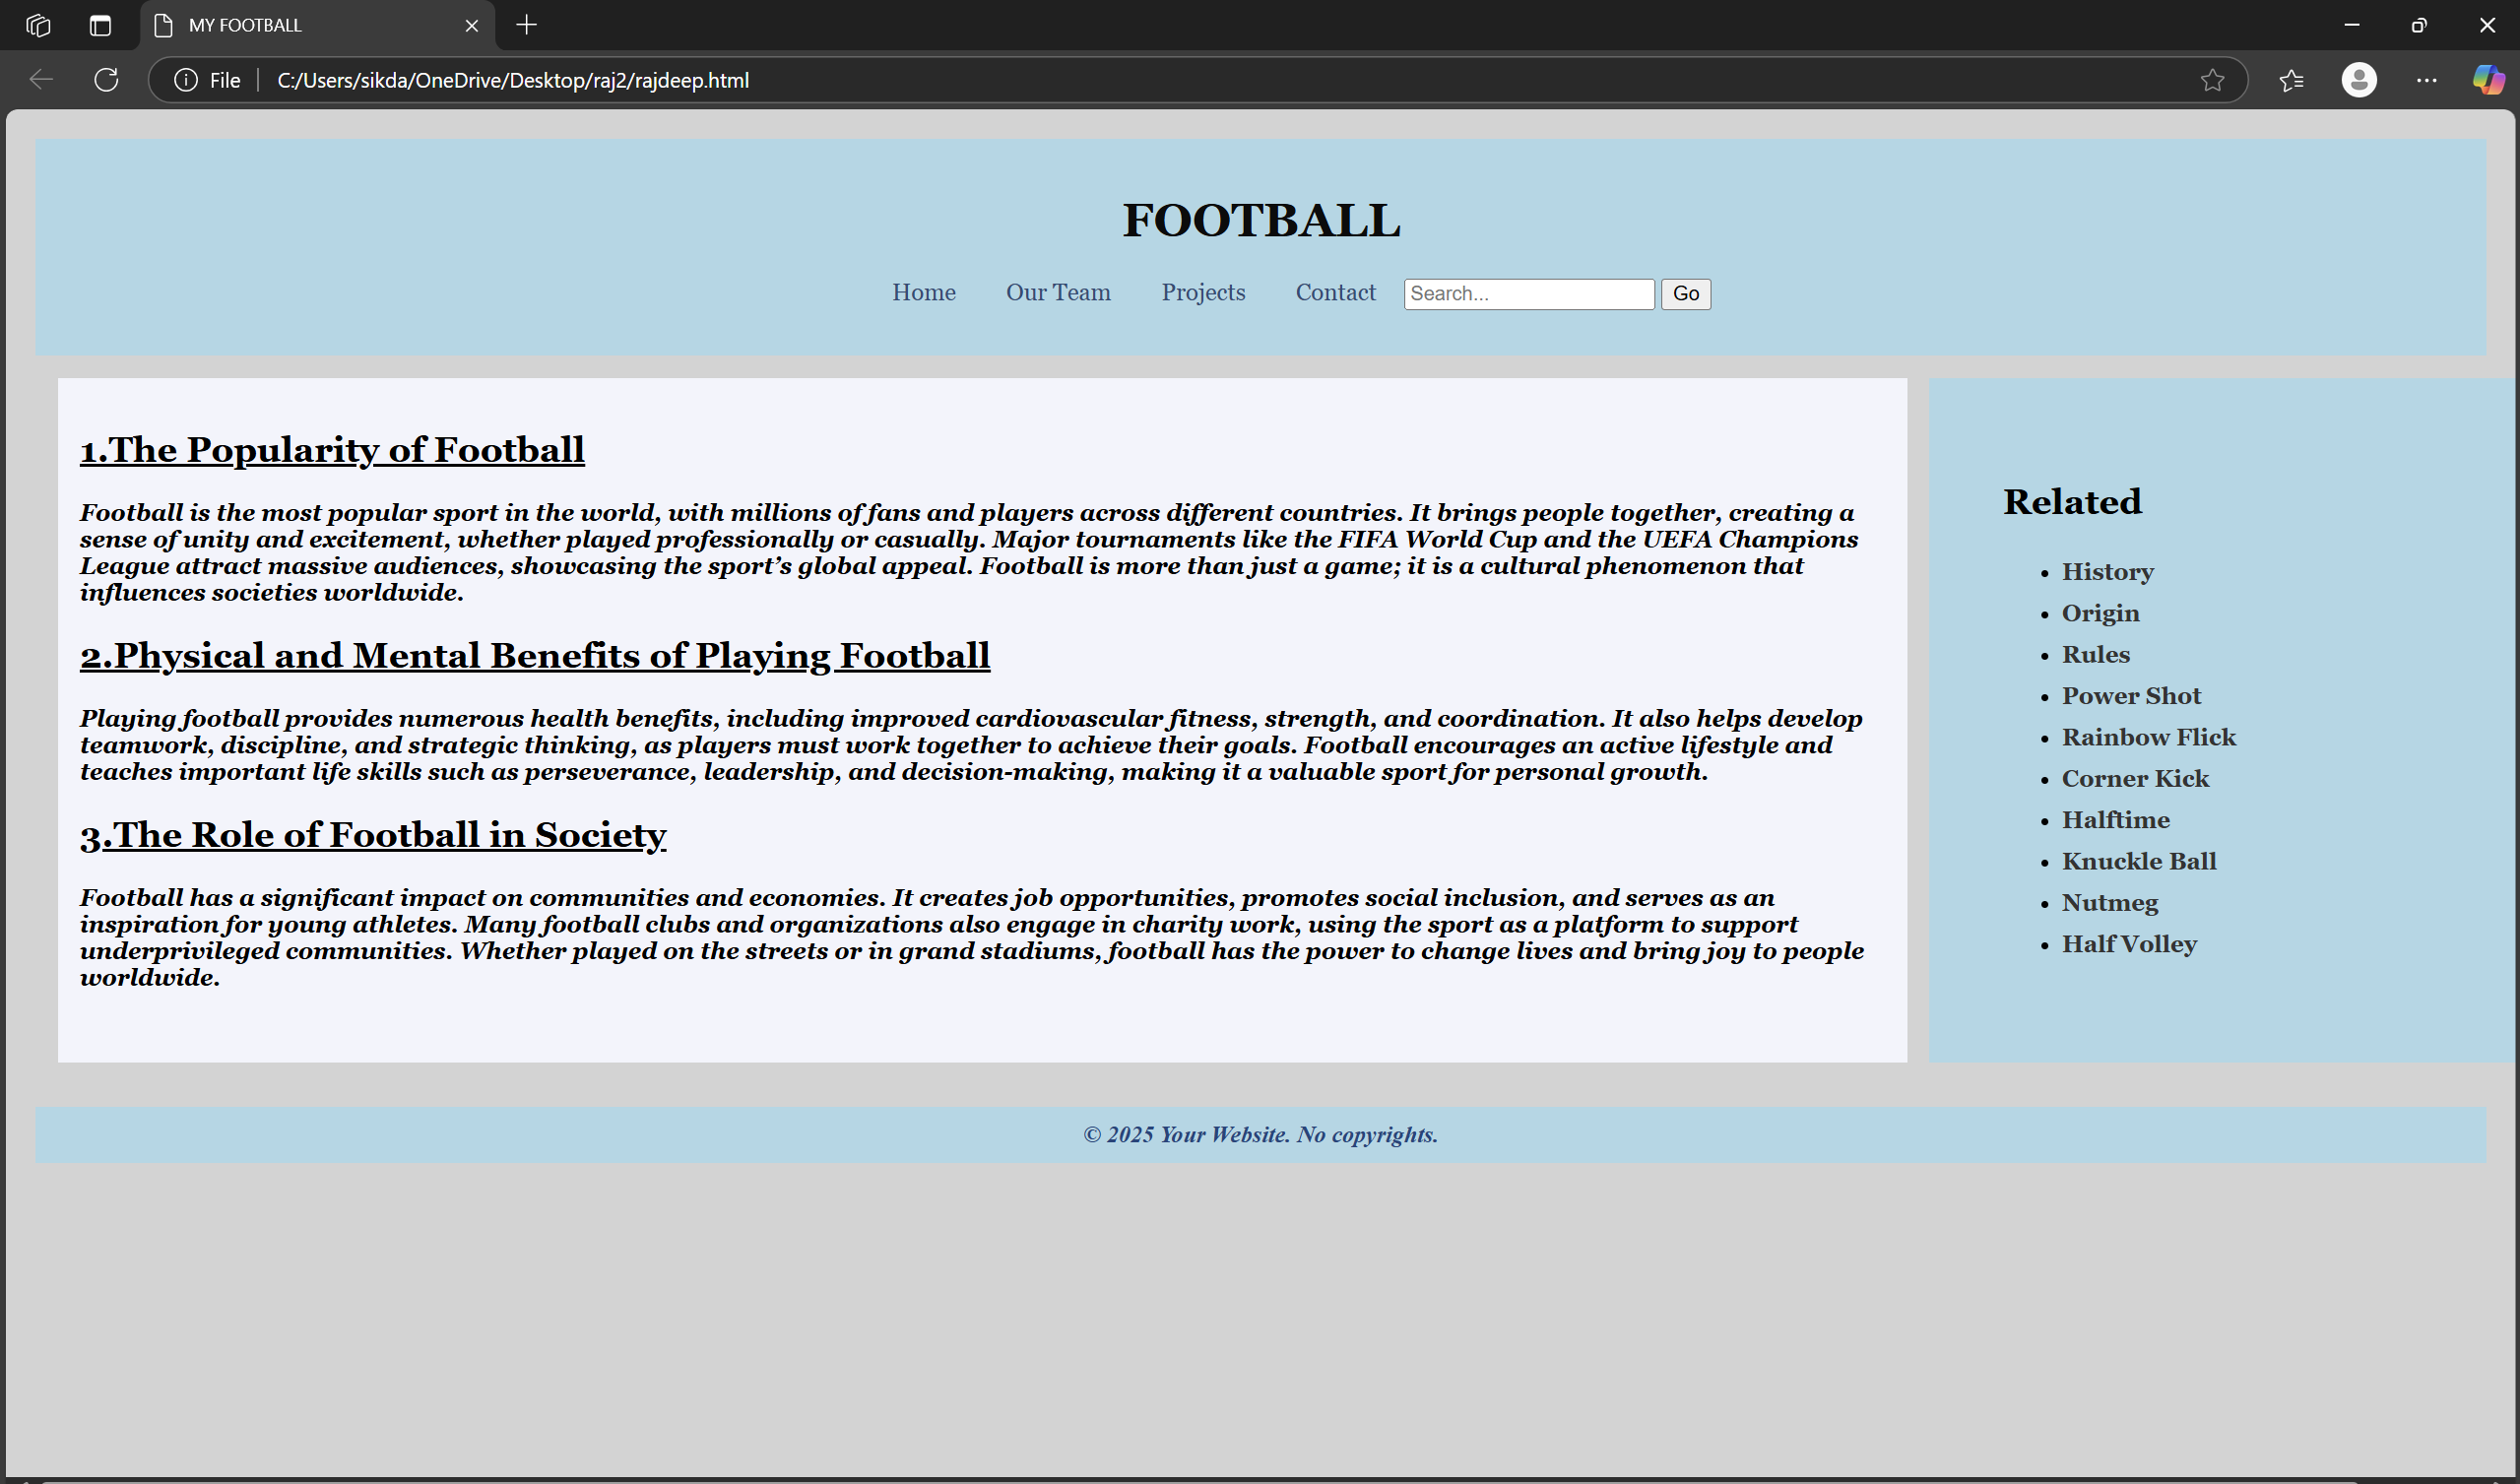 MY FOOTBALL
File
C:/Users/sikda/OneDrive/Desktop/raj2/rajdeep.html
FOOTBALL
Home Our Team Projects Contact Search... Go
1.The Popularity of Football
Football is the most popular sport in the world, with millions of fans and players across different countries. It brings people together, creating a
sense of unity and excitement, whether played professionally or casually. Major tournaments like the FIFA World Cup and the UEFA Champions
League attract massive audiences, showcasing the sport’s global appeal. Football is more than just a game; it is a cultural phenomenon that
influences societies worldwide.
2.Physical and Mental Benefits of Playing Football
Playing football provides numerous health benefits, including improved cardiovascular fitness, strength, and coordination. It also helps develop
teamwork, discipline, and strategic thinking, as players must work together to achieve their goals. Football encourages an active lifestyle and
teaches important life skills such as perseverance, leadership, and decision-making, making it a valuable sport for personal growth.
3.The Role of Football in Society
Football has a significant impact on communities and economies. It creates job opportunities, promotes social inclusion, and serves as an
inspiration for young athletes. Many football clubs and organizations also engage in charity work, using the sport as a platform to support
underprivileged communities. Whether played on the streets or in grand stadiums, football has the power to change lives and bring joy to people
worldwide.
Related
History
Origin
Rules
Power Shot
Rainbow Flick
Corner Kick
Halftime
Knuckle Ball
Nutmeg
Half Volley
© 2025 Your Website. No copyrights.